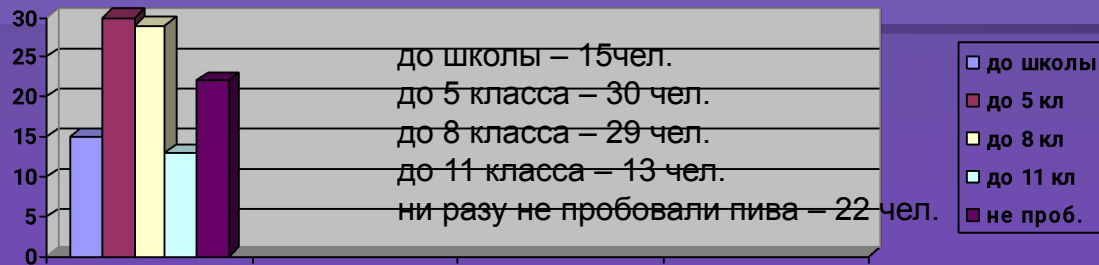 30
25
20
15
10
5
0
до школы – 15чел.
до 5 класса – 30 чел.
до 8 класса – 29 чел.
до 11 класса – 13 чел.
ни разу не пробовали пива – 22 чел.
до школы
до 5 кл
до 8 кл
до 11 кл
не проб.